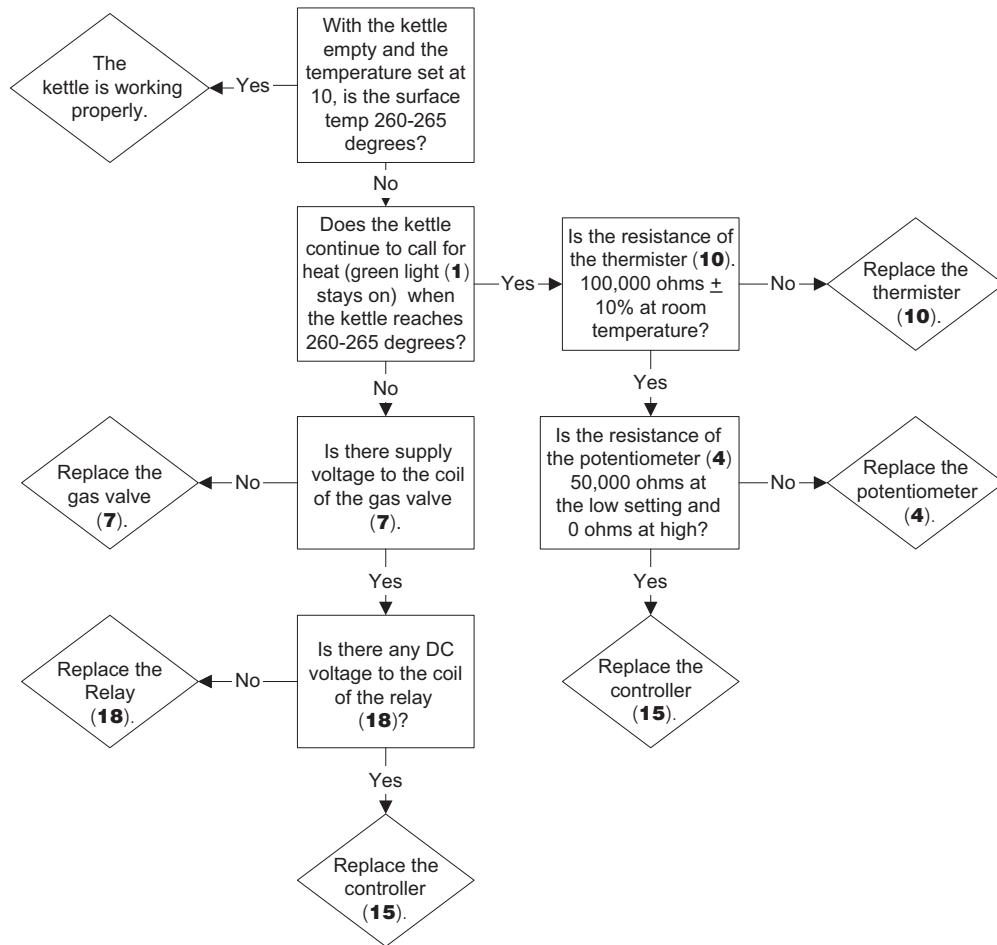 The
kettle is working
properly.
Yes
With the kettle
empty and the
temperature set at
10, is the surface
temp 260-265
degrees?
No
Does the kettle
continue to call for
heat (green light (1)
stays on) when
the kettle reaches
260-265 degrees?
Yes
Is the resistance of
the thermister (10).
100,000 ohms ±
10% at room
temperature?
No
Replace the
thermister
(10).
No
Yes
Replace the
gas valve
(7).
No
Is there supply
voltage to the coil
of the gas valve
(7).
Is the resistance of
the potentiometer (4)
50,000 ohms at
the low setting and
0 ohms at high?
No
Replace the
potentiometer
(4).
Yes
Yes
Replace the
Relay
(18).
No
Is there any DC
voltage to the coil
of the relay
(18)?
Replace the
controller
(15).
Yes
Replace the
controller
(15).